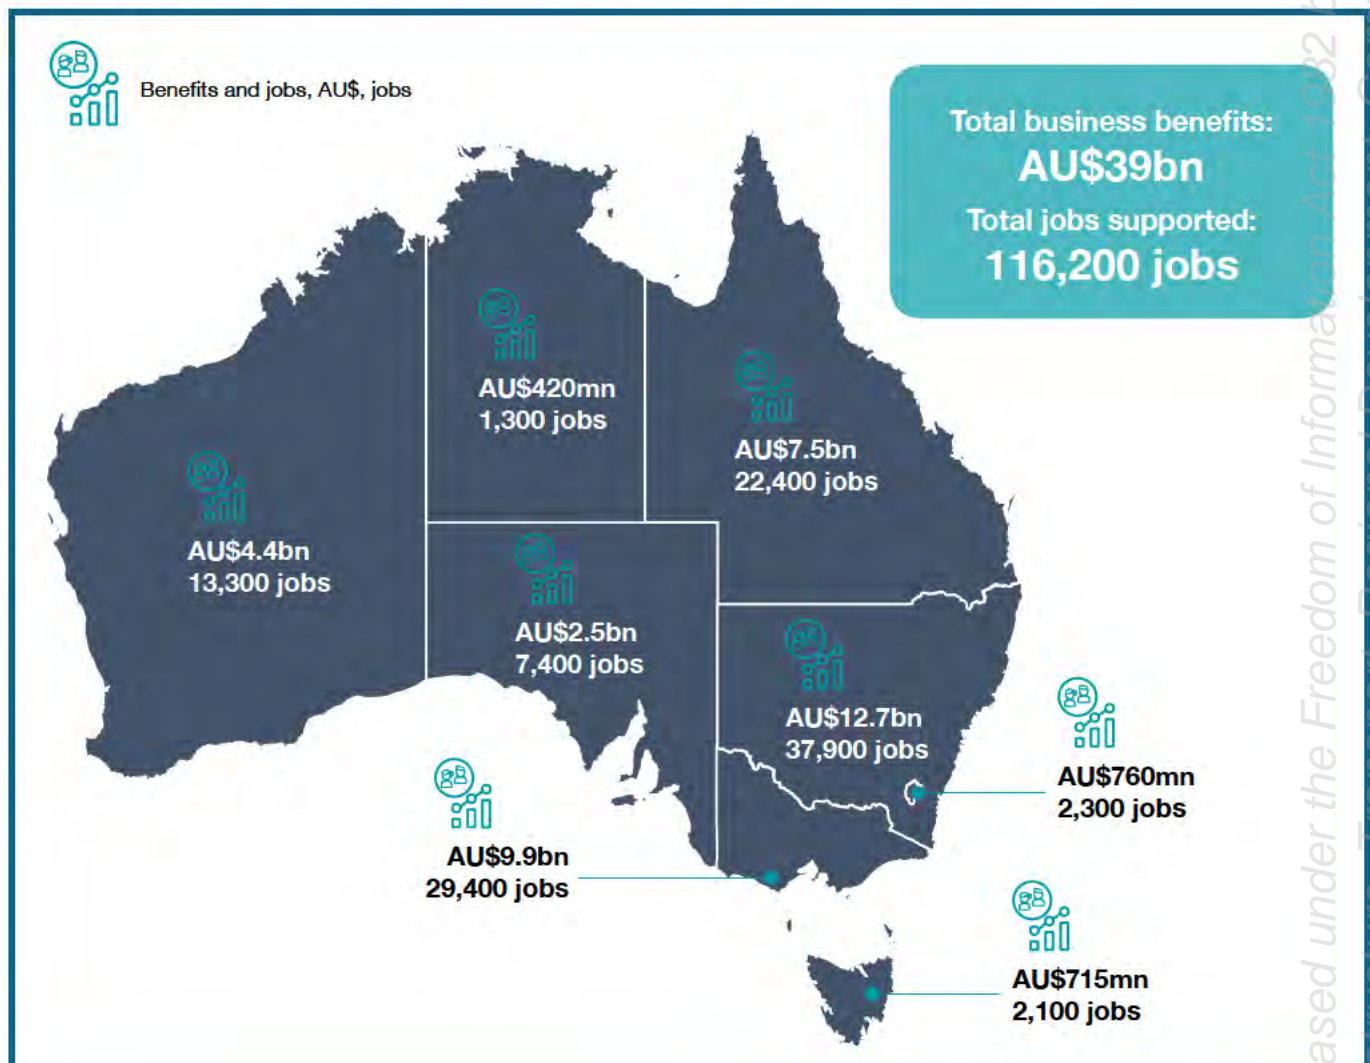 Benefits and jobs, AU$, jobs
Total business benefits:
AU$39bn
Total jobs supported:
116,200 jobs
AU$420mn
1,300 jobs
AU$7.5bn
22,400 jobs
AU$4.4bn
13,300 jobs
AU$2.5bn
7,400 jobs
AU$12.7bn
37,900 jobs
AU$760mn
2,300 jobs
AU$9.9bn
29,400 jobs
AU$715mn
2,100 jobs
under the Freedom of Information Act 1982